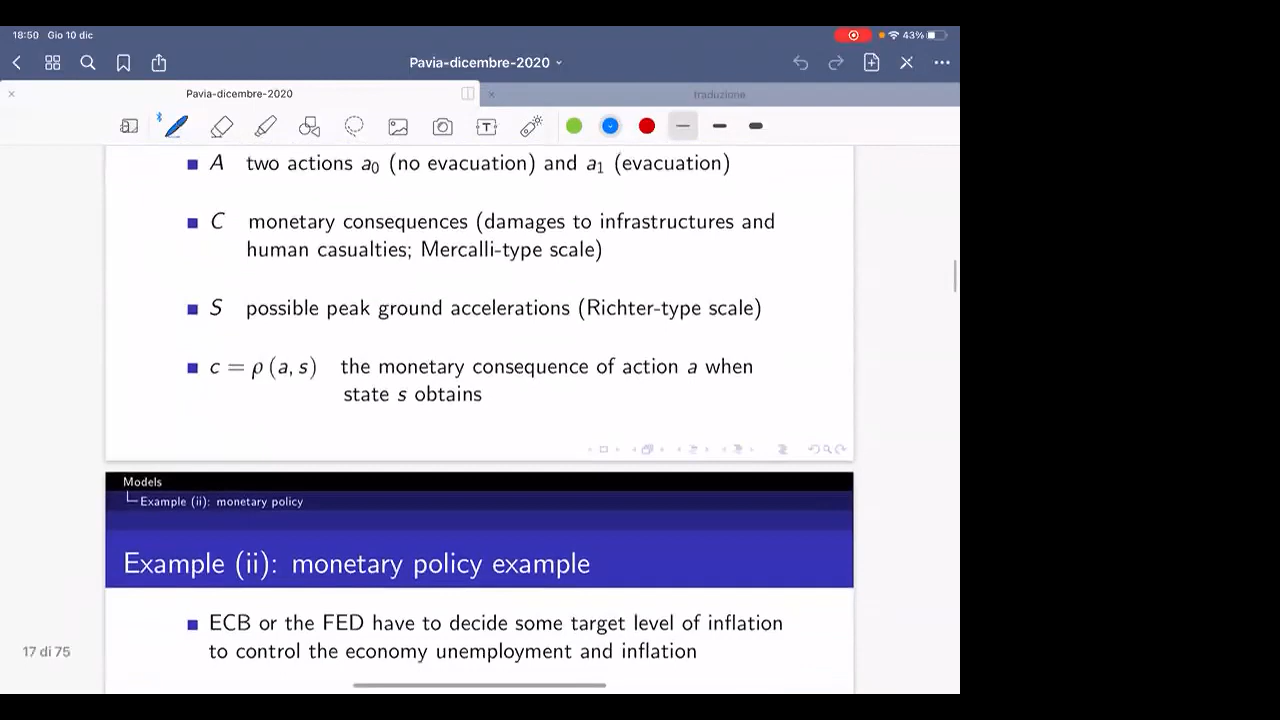 18:50 Gio 10 dic
43%
Pavia-dicembre-2020
Pavia-dicembre-2020
traduzione
A two actions a₀ (no evacuation) and a₁ (evacuation)
C monetary consequences (damages to infrastructures and
human casualties; Mercalli-type scale)
S possible peak ground accelerations (Richter-type scale)
c = ρ (a, s) the monetary consequence of action a when
state s obtains
Models
Example (ii): monetary policy
Example (ii): monetary policy example
ECB or the FED have to decide some target level of inflation
to control the economy unemployment and inflation
17 di 75